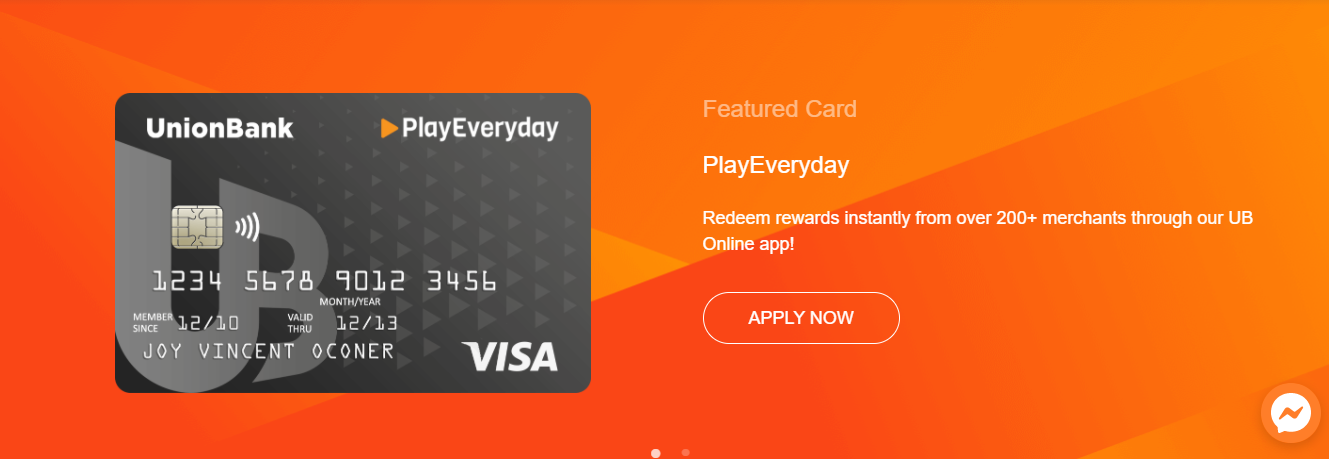 UnionBank
PlayEveryday
1234 5678 9012 3456
MONTH/YEAR
MEMBER SINCE 12/10 VALID THRU 12/13
JOY VINCENT OCONER
VISA
UB
Featured Card
PlayEveryday
Redeem rewards instantly from over 200+ merchants through our UB
Online app!
APPLY NOW